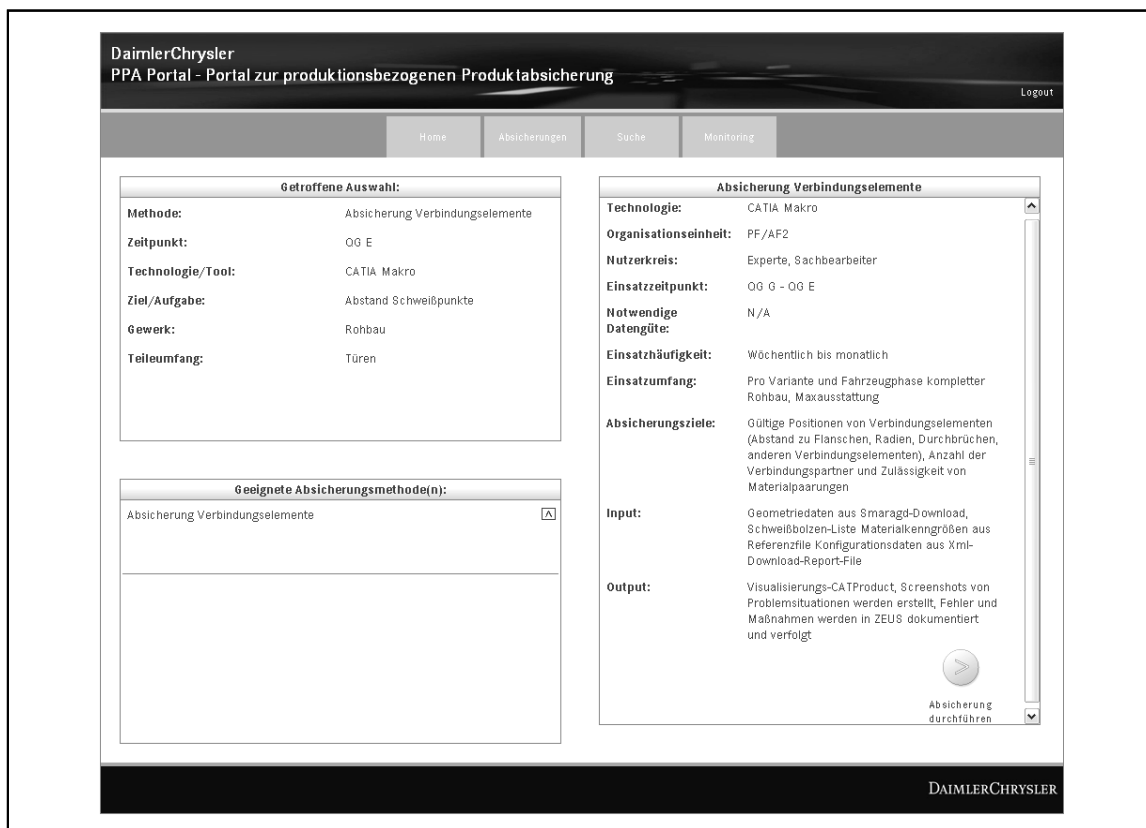 DaimlerChrysler
PPA Portal - Portal zur produktionsbezogenen Produktabsicherung
Logout
Home Absicherungen Suche Monitoring
Getroffene Auswahl:
Methode: Absicherung Verbindungselemente
Zeitpunkt: QG E
Technologie/Tool: CATIA Makro
Ziel/Aufgabe: Abstand Schweißpunkte
Gewerk: Rohbau
Teileumfang: Türen
Geeignete Absicherungsmethode(n):
Absicherung Verbindungselemente
Absicherung Verbindungselemente
Technologie: CATIA Makro
Organisationseinheit: PF/AF2
Nutzerkreis: Experte, Sachbearbeiter
Einsatzzeitpunkt: QG G - QG E
Notwendige N/A
Datengüte:
Einsatzhäufigkeit: Wöchentlich bis monatlich
Einsatzumfang: Pro Variante und Fahrzeugphase kompletter
Rohbau, Maxausstattung
Absicherungsziele: Gültige Positionen von Verbindungselementen
(Abstand zu Flanschen, Radien, Durchbrüchen,
anderen Verbindungselementen), Anzahl der
Verbindungspartner und Zulässigkeit von
Materialpaarungen
Input: Geometriedaten aus Smaragd-Download,
Schweißbolzen-Liste Materialkenngrößen aus
Referenzfile Konfigurationsdaten aus Xml-
Download-Report-File
Output: Visualisierungs-CATProduct, Screenshots von
Problemsituationen werden erstellt, Fehler und
Maßnahmen werden in ZEUS dokumentiert
und verfolgt
Absicherung
durchführen
DAIMLERCHRYSLER